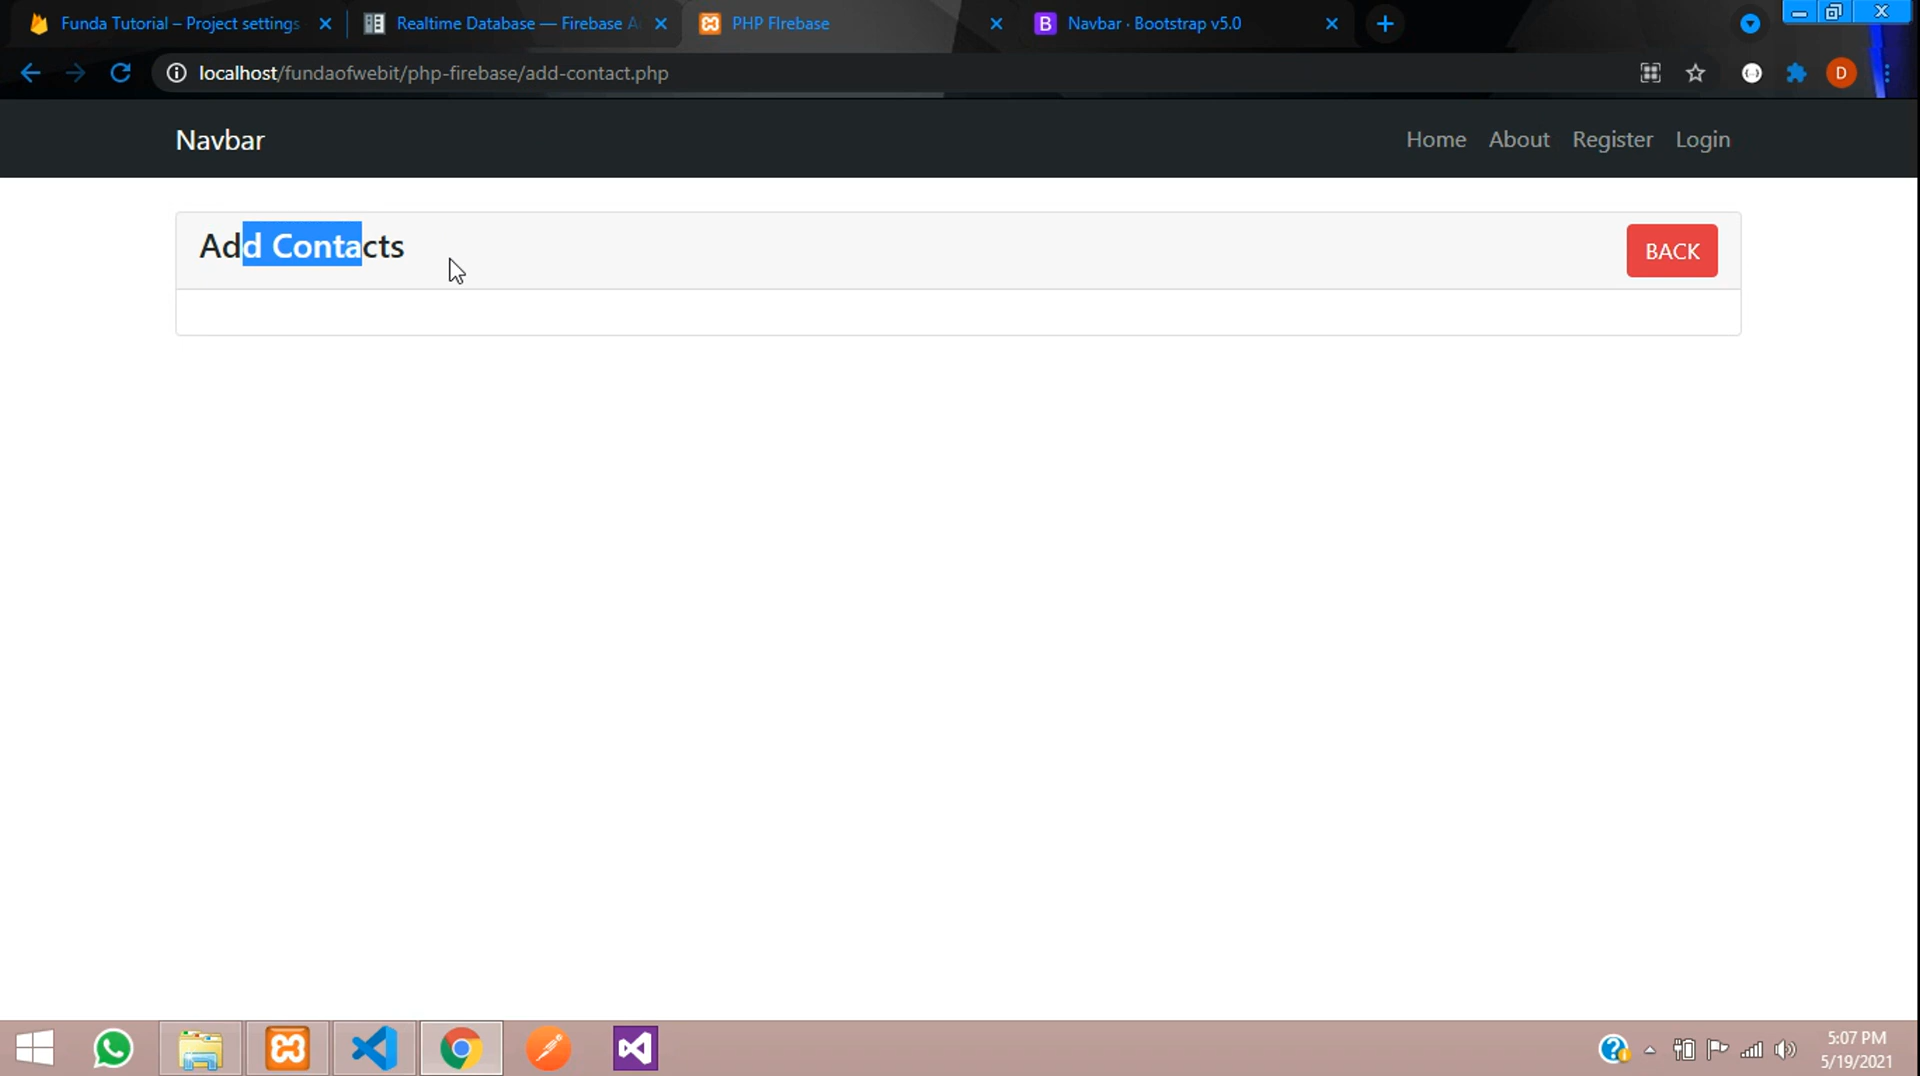 Funda Tutorial – Project settings
Realtime Database — Firebase A
PHP FIrebase
Navbar · Bootstrap v5.0
localhost/fundaofwebit/php-firebase/add-contact.php
D
Navbar
Home About Register Login
Add Contacts
BACK
5:07 PM
5/19/2021